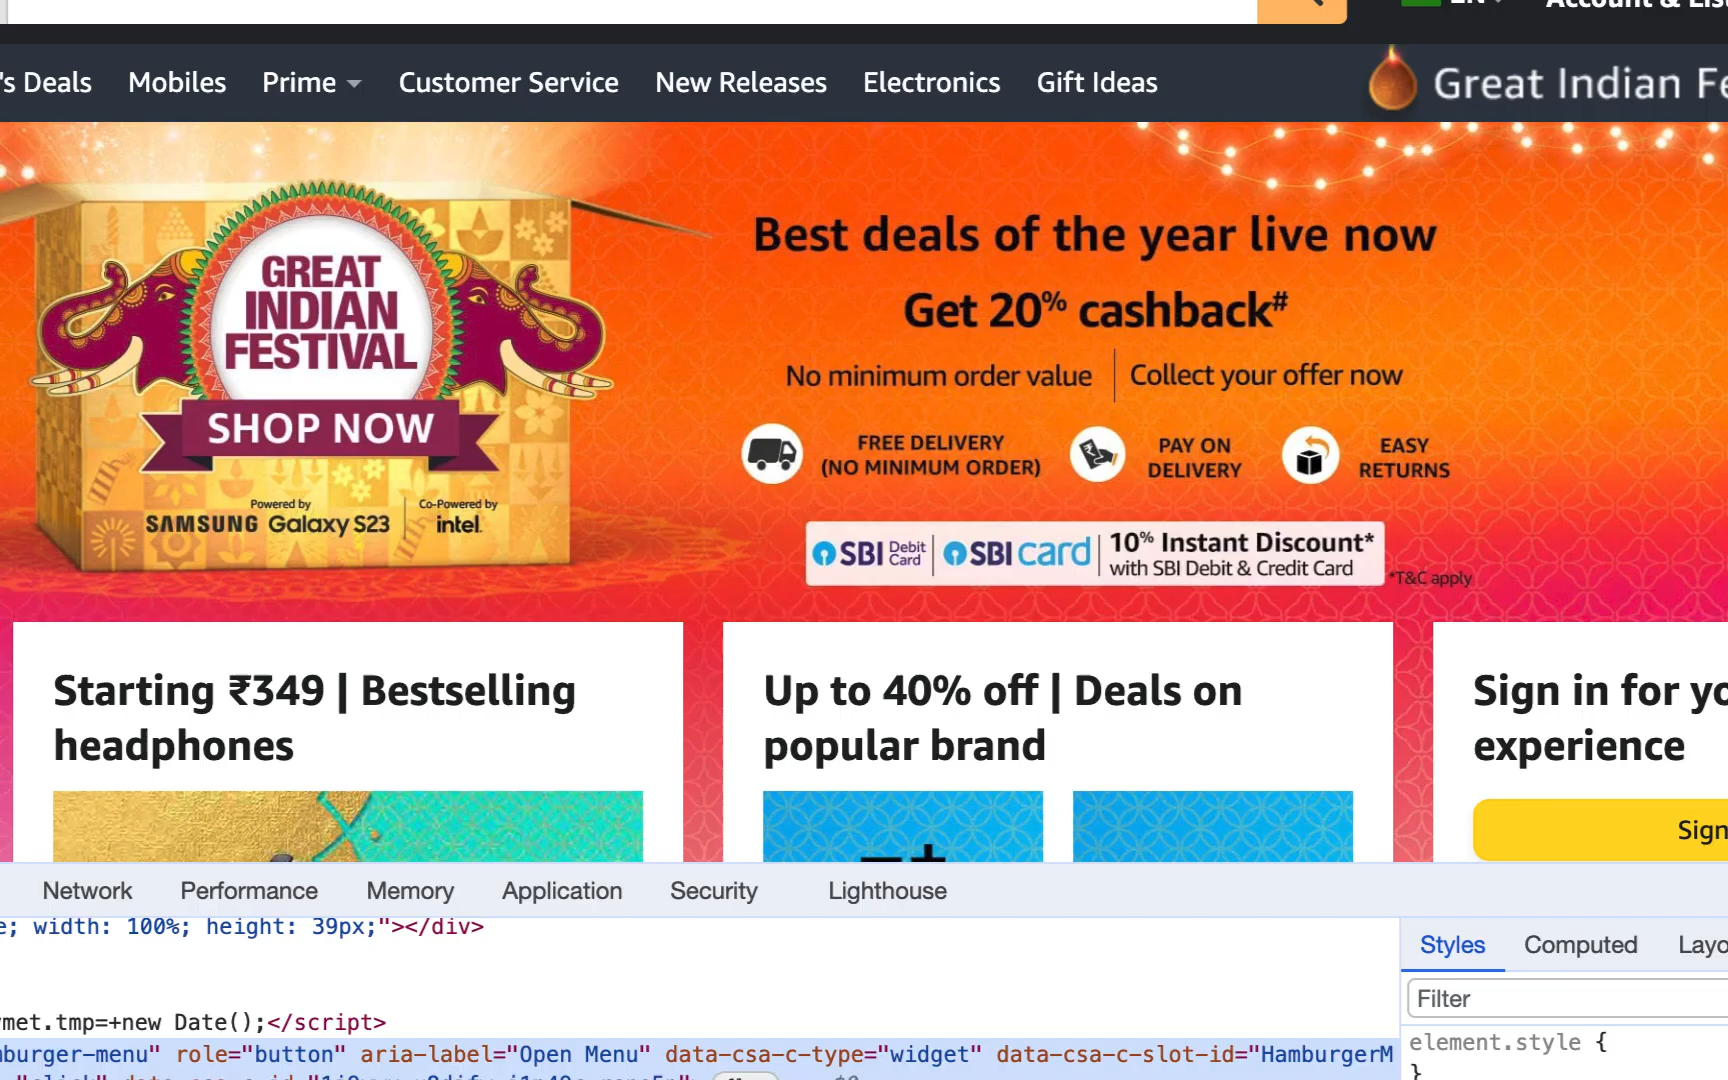 EN
Account & Lis
's Deals Mobiles Prime Customer Service New Releases Electronics Gift Ideas Great Indian Fe
GREAT
INDIAN
FESTIVAL
SHOP NOW
Powered by
SAMSUNG Galaxy S23
Co-Powered by
intel.
Best deals of the year live now
Get 20% cashback#
No minimum order value | Collect your offer now
FREE DELIVERY
(NO MINIMUM ORDER)
PAY ON
DELIVERY
EASY
RETURNS
SBI Debit
Card
SBI card
10% Instant Discount*
with SBI Debit & Credit Card
*T&C apply
Starting ₹349 | Bestselling
headphones
Up to 40% off | Deals on
popular brand
Sign in for yo
experience
Sign
Network Performance Memory Application Security Lighthouse
e; width: 100%; height: 39px;"></div>
met.tmp=+new Date();</script>
mburger-menu" role="button" aria-label="Open Menu" data-csa-c-type="widget" data-csa-c-slot-id="HamburgerM
Styles Computed Layo
Filter
element.style {
}